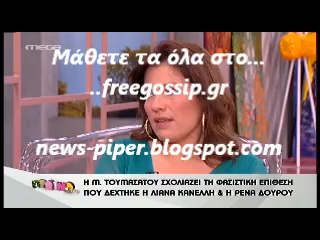 MEGA
Μάθετε τα όλα στο...
..freegossip.gr
news-piper.blogspot.com
Η Μ. ΤΟΥΜΑΣΑΤΟΥ ΣΧΟΛΙΑΖΕΙ ΤΗ ΦΑΣΙΣΤΙΚΗ ΕΠΙΘΕΣΗ
ΠΟΥ ΔΕΧΤΗΚΕ Η ΛΙΑΝΑ ΚΑΝΕΛΛΗ & Η ΡΕΝΑ ΔΟΥΡΟΥ